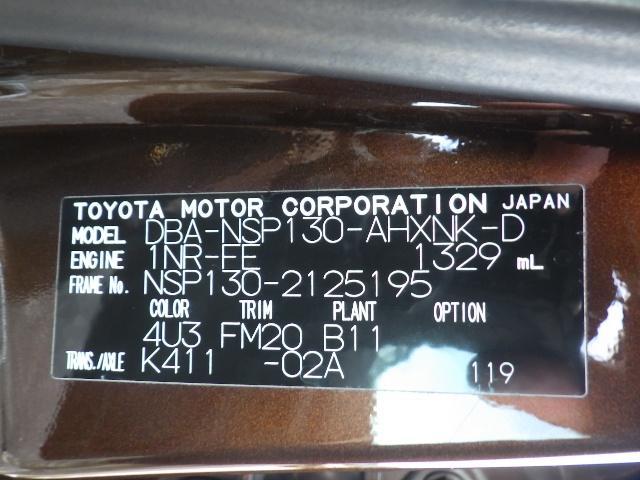 TOYOTA MOTOR CORPORATION JAPAN
MODEL DBA-NSP130-AHXNK-D
ENGINE 1NR-FE 1329 mL
FRAME No. NSP130-2125195
COLOR TRIM PLANT OPTION
4U3 FM20 B11
TRANS./AXLE K411 -02A 119